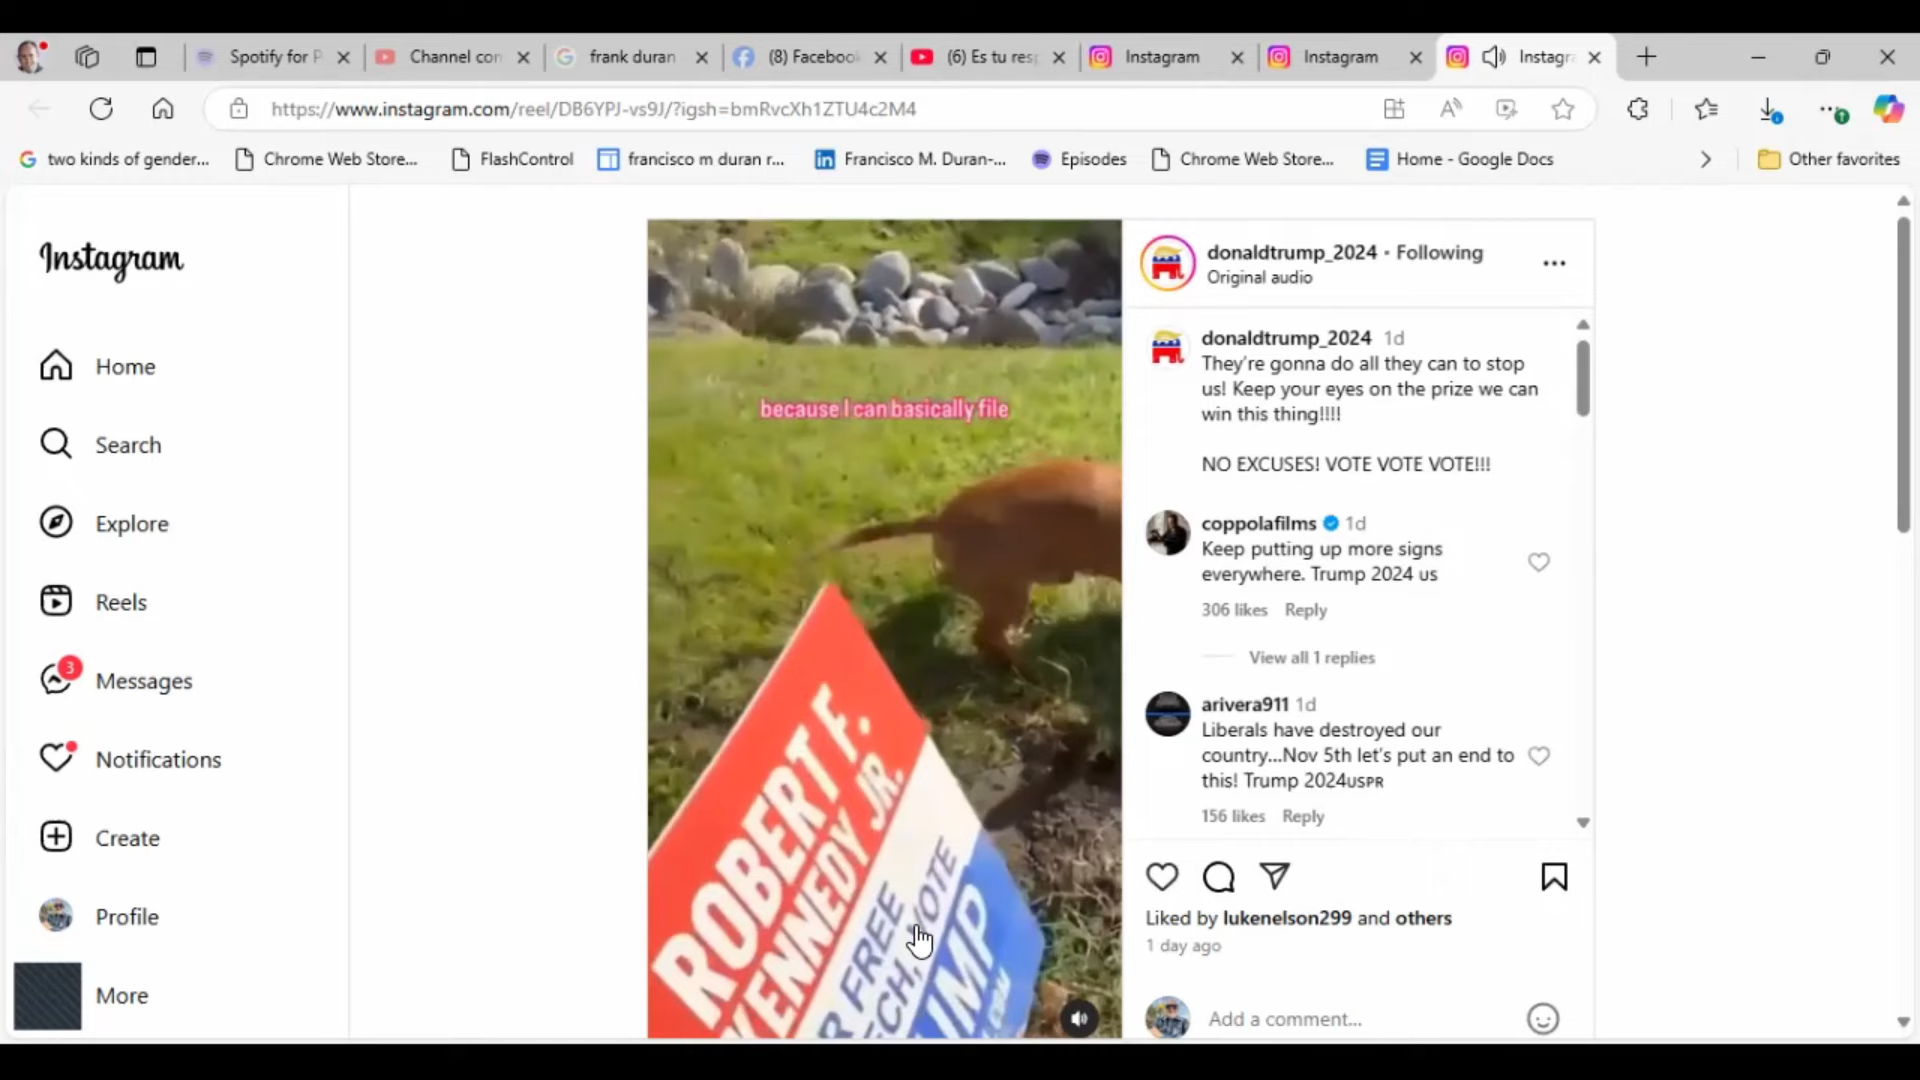 Spotify for P
Channel con
frank duran
(8) Facebook
(6) Es tu resp
Instagram
Instagram
Instagr
https://www.instagram.com/reel/DB6YPJ-vs9J/?igsh=bmRvcXh1ZTU4c2M4
two kinds of gender...
Chrome Web Store...
FlashControl
francisco m duran r...
Francisco M. Duran-...
Episodes
Chrome Web Store...
Home - Google Docs
Other favorites
Instagram
Home
Search
Explore
Reels
3
Messages
Notifications
Create
Profile
More
because I can basically file
ROBERT F.
KENNEDY JR.
FREE
VOTE
donaldtrump_2024 • Following
Original audio
donaldtrump_2024 1d
They're gonna do all they can to stop
us! Keep your eyes on the prize we can
win this thing!!!!
NO EXCUSES! VOTE VOTE VOTE!!!
coppolafilms 1d
Keep putting up more signs
everywhere. Trump 2024 us
306 likes Reply
View all 1 replies
arivera911 1d
Liberals have destroyed our
country...Nov 5th let's put an end to
this! Trump 2024USPR
156 likes Reply
Liked by lukenelson299 and others
1 day ago
Add a comment...